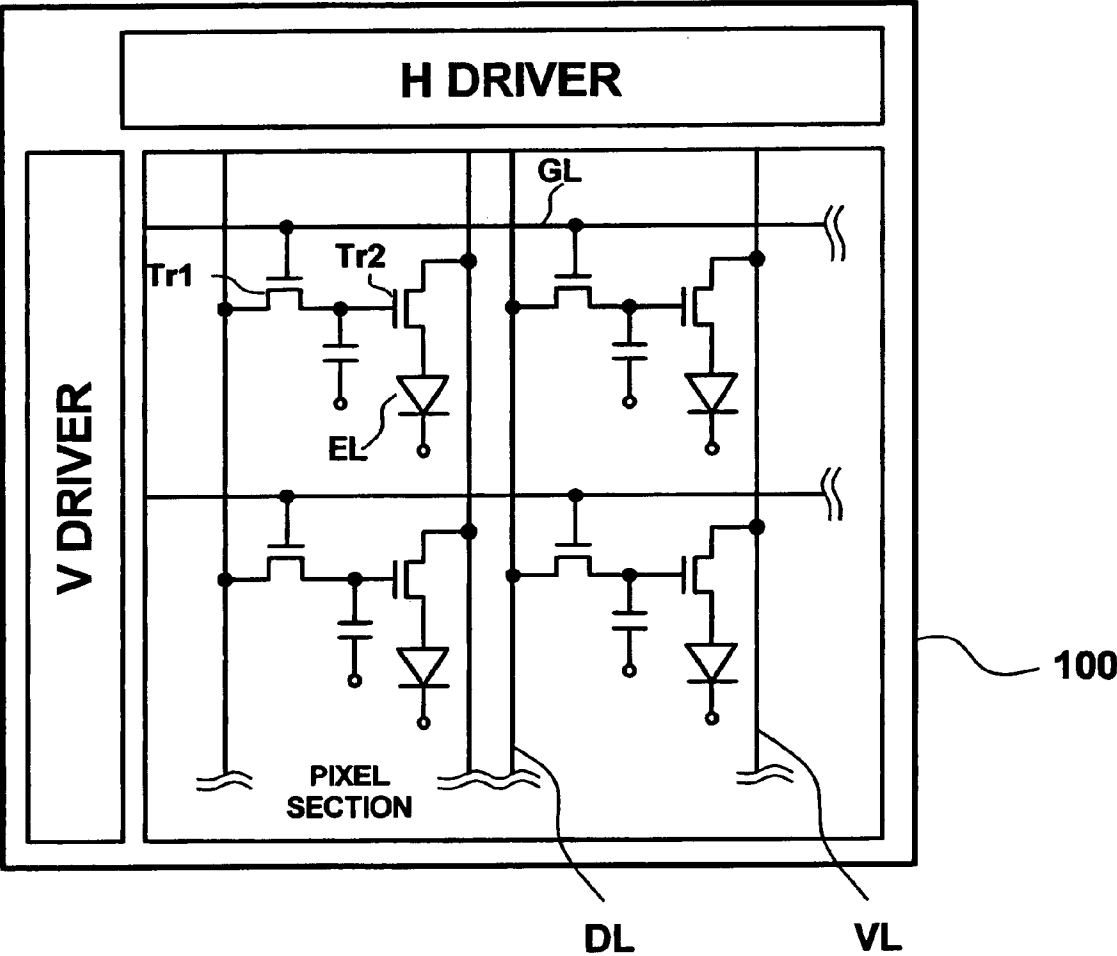 H DRIVER
GL
Tr1
Tr2
EL
V DRIVER
100
PIXEL
SECTION
DL
VL